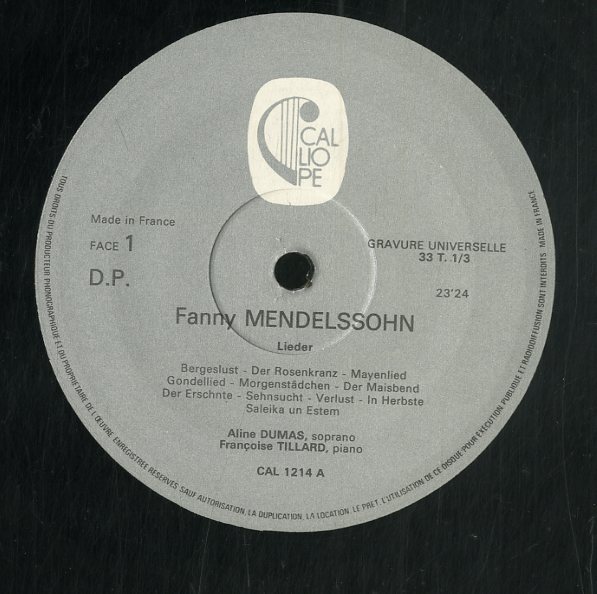 CAL
LIO
PE
Made in France
FACE 1
D.P.
GRAVURE UNIVERSELLE
33 T. 1/3
23'24
Fanny MENDELSSOHN
Lieder
Bergeslust - Der Rosenkranz - Mayenlied
Gondellied - Morgenstädchen - Der Maisbend
Der Erschnte - Sehnsucht - Verlust - In Herbste
Saleika un Estem
Aline DUMAS, soprano
Françoise TILLARD, piano
CAL 1214 A
TOUS DROITS DU PRODUCTEUR PHONOGRAPHIQUE ET DU PROPRIETAIRE DE L'ŒUVRE ENREGISTREE RESERVES SAUF AUTORISATION, LA DUPLICATION, LA LOCATION, LE PRET, L'UTILISATION DE CE DISQUE POUR EXECUTION PUBLIQUE ET RADIODIFFUSION SONT INTERDITS MADE IN FRANCE